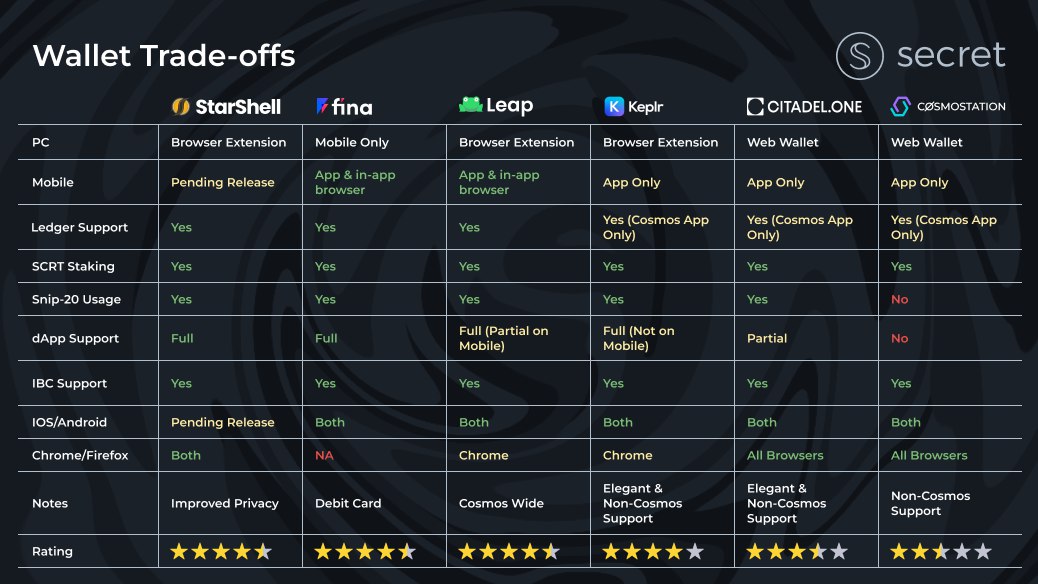 Wallet Trade-offs
secret
StarShell fina Leap Keplr CITADEL.ONE CØSMOSTATION
PC Browser Extension Mobile Only Browser Extension Browser Extension Web Wallet Web Wallet
Mobile Pending Release App & in-app browser App & in-app browser App Only App Only App Only
Ledger Support Yes Yes Yes Yes (Cosmos App Only) Yes (Cosmos App Only) Yes (Cosmos App Only)
SCRT Staking Yes Yes Yes Yes Yes Yes
Snip-20 Usage Yes Yes Yes Yes Yes No
dApp Support Full Full Full (Partial on Mobile) Full (Not on Mobile) Partial No
IBC Support Yes Yes Yes Yes Yes Yes
IOS/Android Pending Release Both Both Both Both Both
Chrome/Firefox Both NA Chrome Chrome All Browsers All Browsers
Notes Improved Privacy Debit Card Cosmos Wide Elegant & Non-Cosmos Support Elegant & Non-Cosmos Support Non-Cosmos Support
Rating